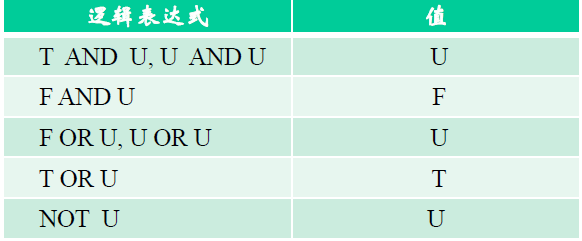 逻辑表达式 值
T AND U, U AND U U
F AND U F
F OR U, U OR U U
T OR U T
NOT U U